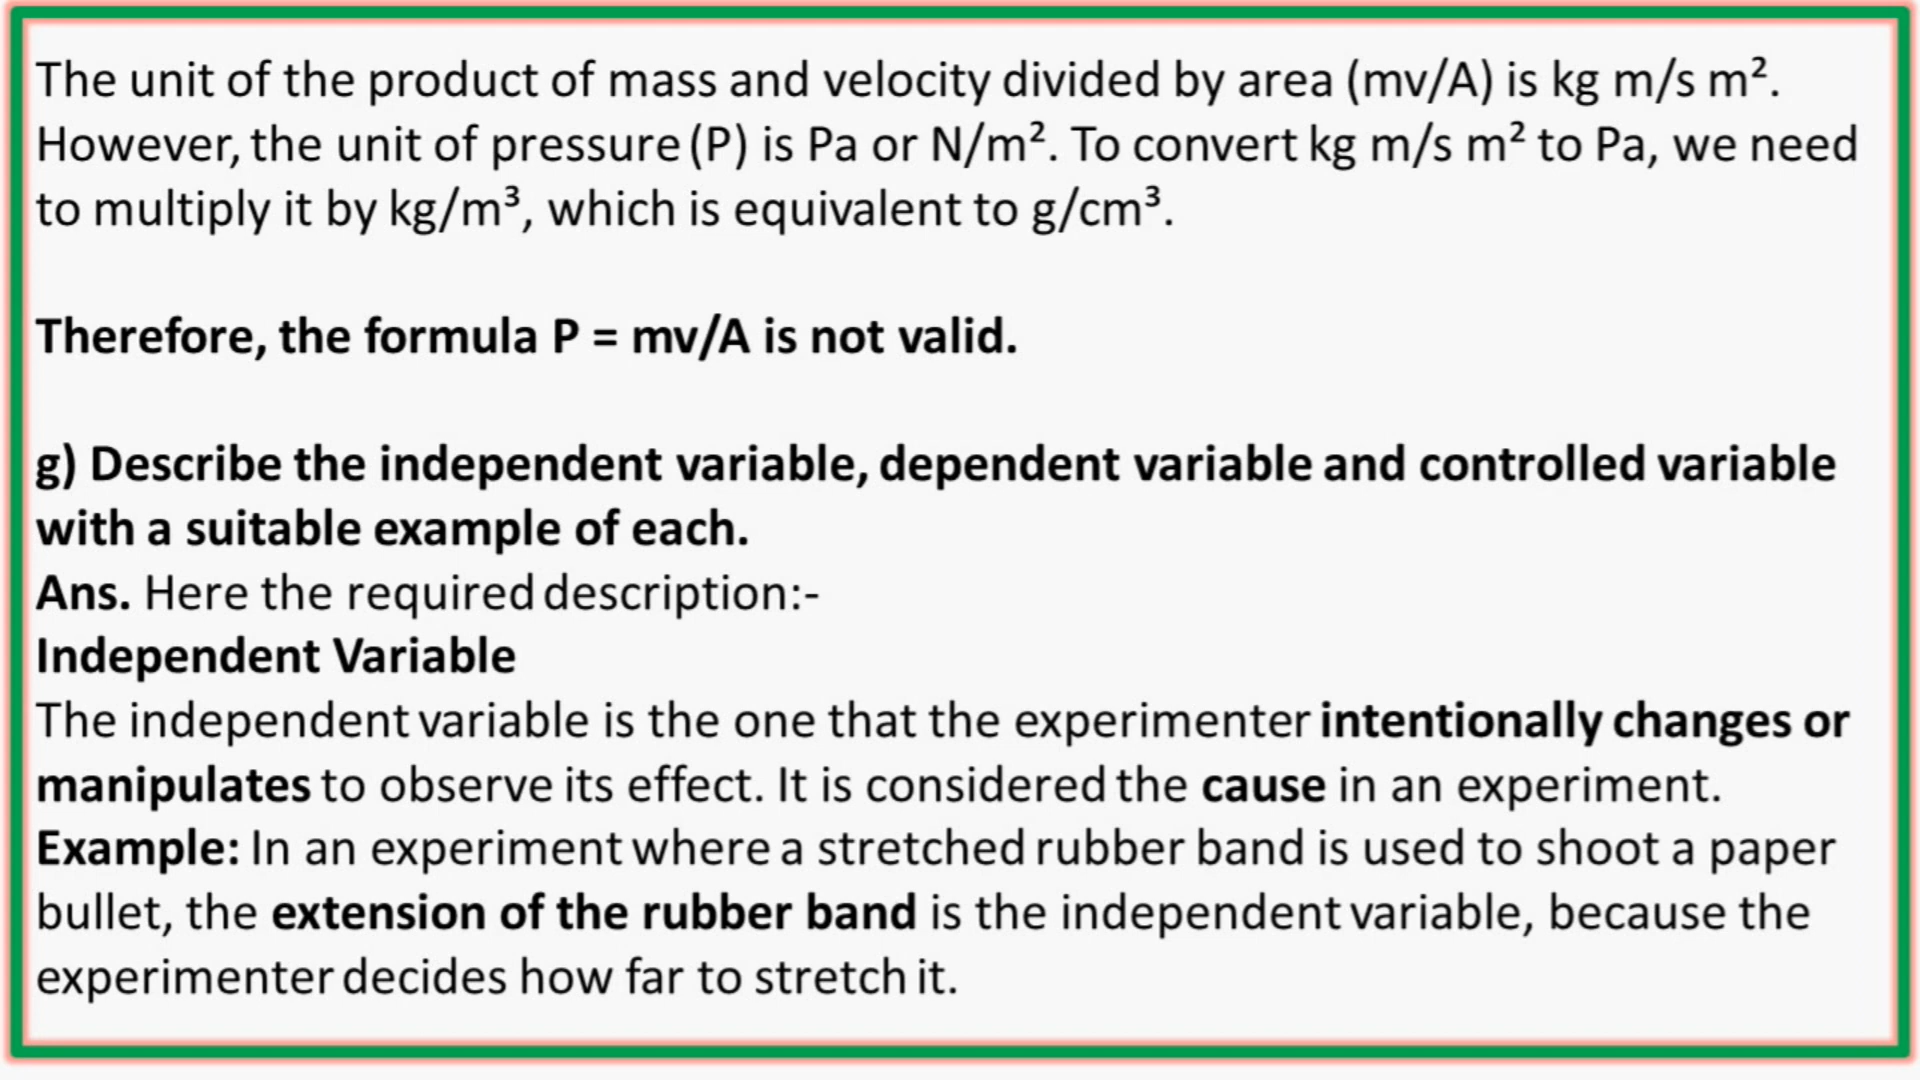 The unit of the product of mass and velocity divided by area (mv/A) is kg m/s m².
However, the unit of pressure (P) is Pa or N/m². To convert kg m/s m² to Pa, we need
to multiply it by kg/m³, which is equivalent to g/cm³.
Therefore, the formula P = mv/A is not valid.
g) Describe the independent variable, dependent variable and controlled variable
with a suitable example of each.
Ans. Here the required description:-
Independent Variable
The independent variable is the one that the experimenter intentionally changes or
manipulates to observe its effect. It is considered the cause in an experiment.
Example: In an experiment where a stretched rubber band is used to shoot a paper
bullet, the extension of the rubber band is the independent variable, because the
experimenter decides how far to stretch it.